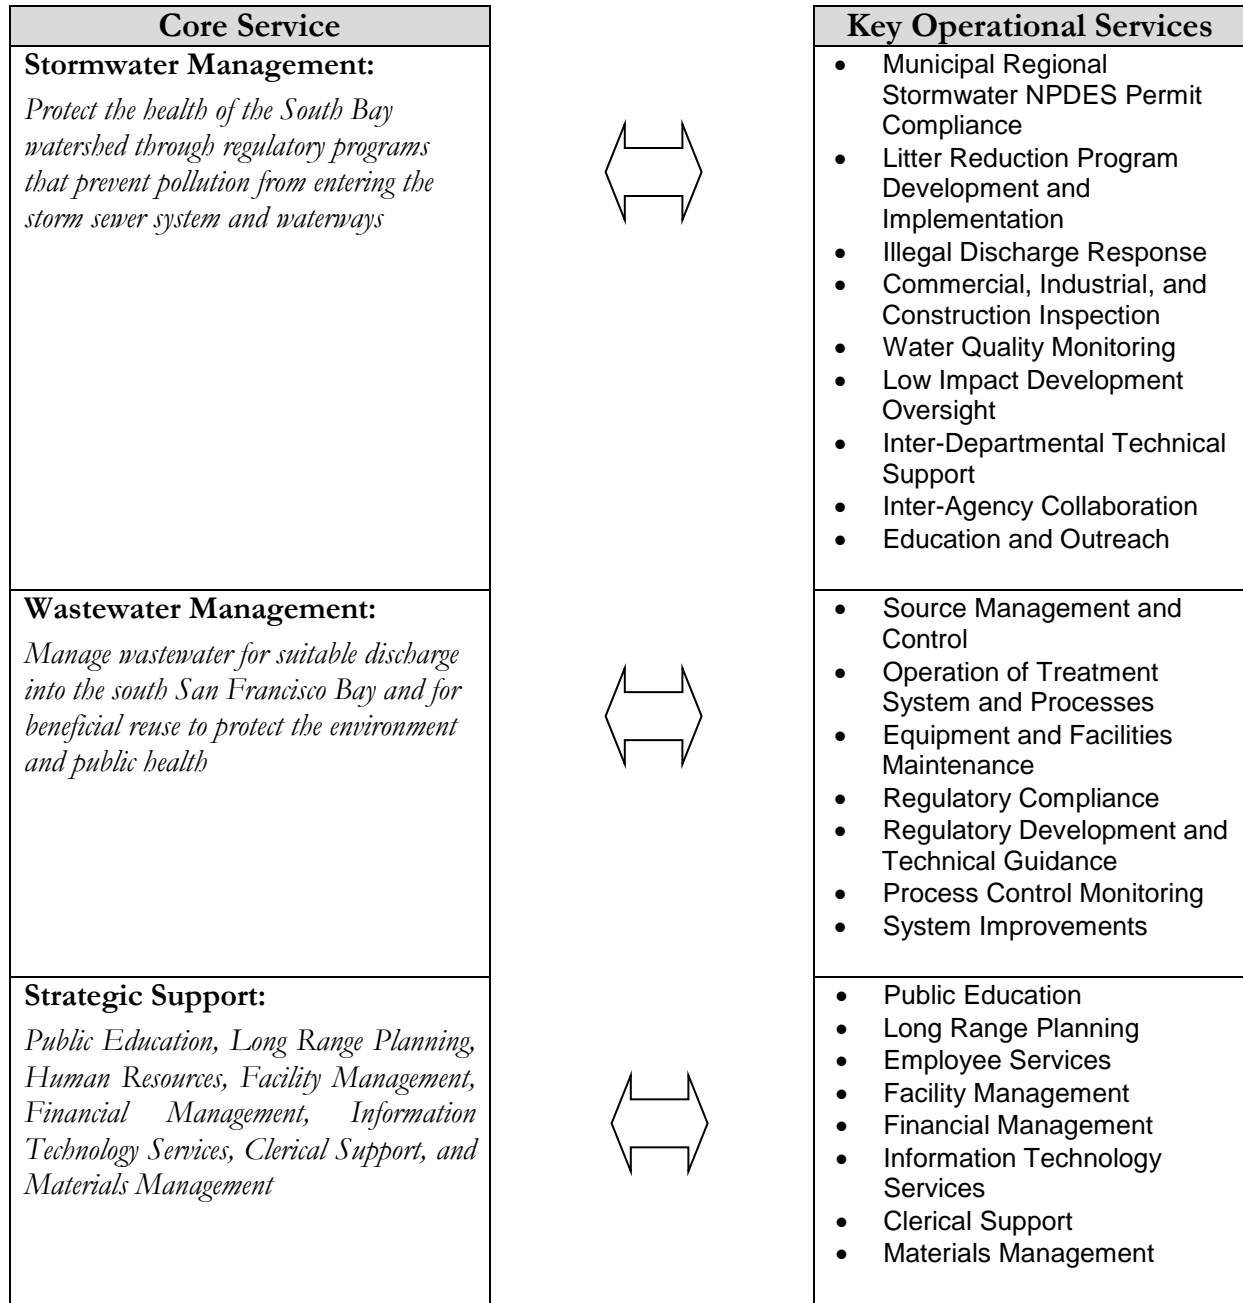 Core Service
Stormwater Management:
Protect the health of the South Bay
watershed through regulatory programs
that prevent pollution from entering the
storm sewer system and waterways
Key Operational Services
• Municipal Regional
Stormwater NPDES Permit
Compliance
• Litter Reduction Program
Development and
Implementation
• Illegal Discharge Response
• Commercial, Industrial, and
Construction Inspection
• Water Quality Monitoring
• Low Impact Development
Oversight
• Inter-Departmental Technical
Support
• Inter-Agency Collaboration
• Education and Outreach
Wastewater Management:
Manage wastewater for suitable discharge
into the south San Francisco Bay and for
beneficial reuse to protect the environment
and public health
• Source Management and
Control
• Operation of Treatment
System and Processes
• Equipment and Facilities
Maintenance
• Regulatory Compliance
• Regulatory Development and
Technical Guidance
• Process Control Monitoring
• System Improvements
Strategic Support:
Public Education, Long Range Planning,
Human Resources, Facility Management,
Financial Management, Information
Technology Services, Clerical Support, and
Materials Management
• Public Education
• Long Range Planning
• Employee Services
• Facility Management
• Financial Management
• Information Technology
Services
• Clerical Support
• Materials Management